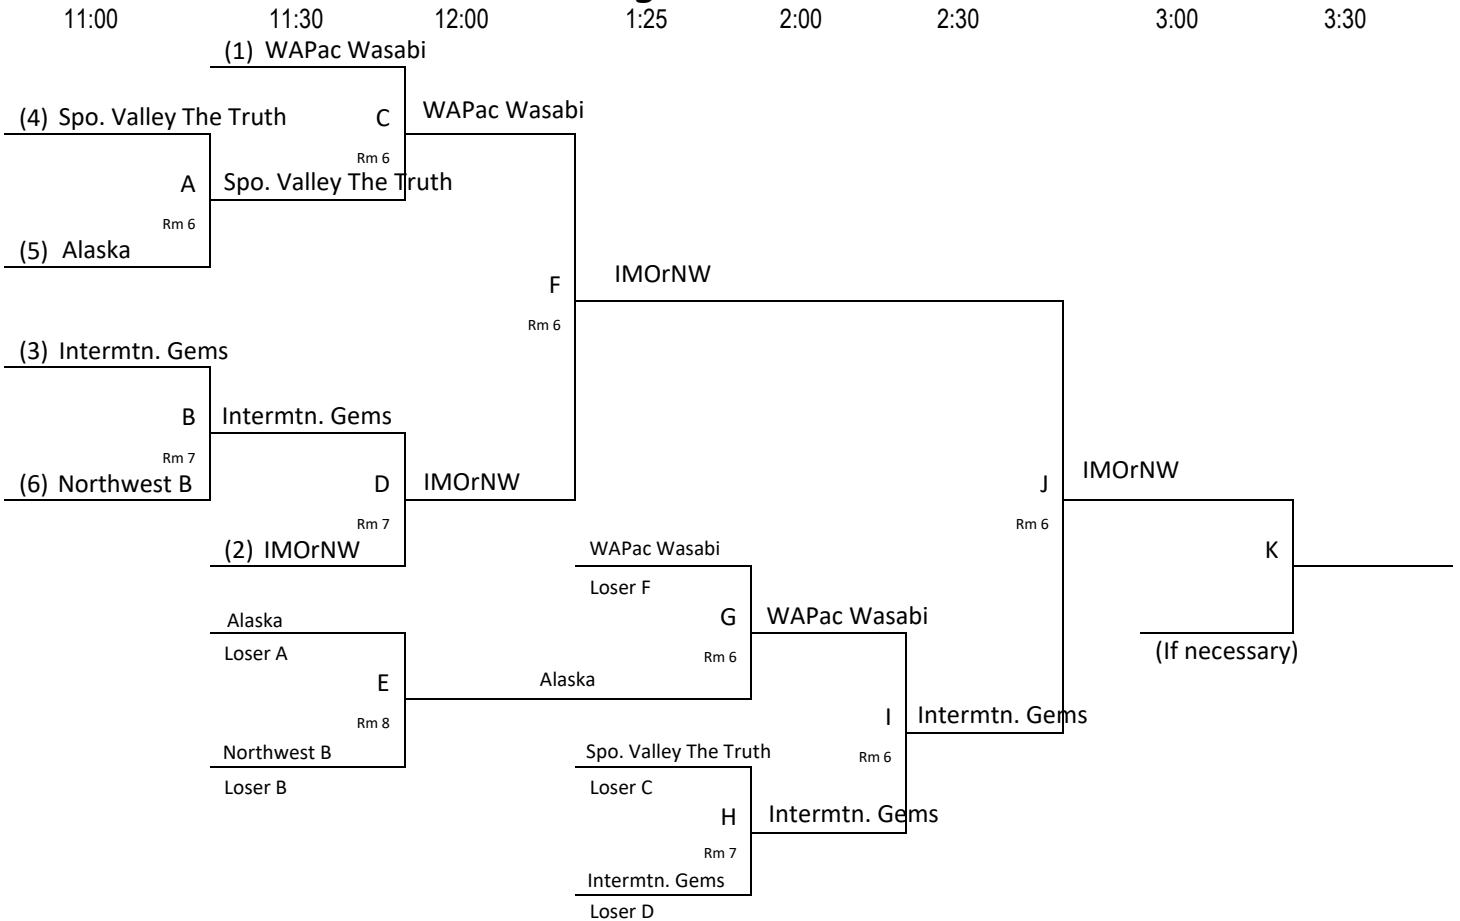 11:00 11:30 12:00 1:25 2:00 2:30 3:00 3:30
(1) WAPac Wasabi
WAPac Wasabi
(4) Spo. Valley The Truth
C
Rm 6
A
Spo. Valley The Truth
Rm 6
(5) Alaska
IMOrNW
F
Rm 6
(3) Intermtn. Gems
B
Intermtn. Gems
Rm 7
(6) Northwest B
D
IMOrNW
Rm 7
(2) IMOrNW
IMOrNW
J
Rm 6
K
(If necessary)
WAPac Wasabi
Loser F
G
WAPac Wasabi
Rm 6
Alaska
Loser A
E
Alaska
Rm 8
Northwest B
Loser B
I
Intermtn. Gems
Rm 6
Spo. Valley The Truth
Loser C
H
Intermtn. Gems
Rm 7
Intermtn. Gems
Loser D